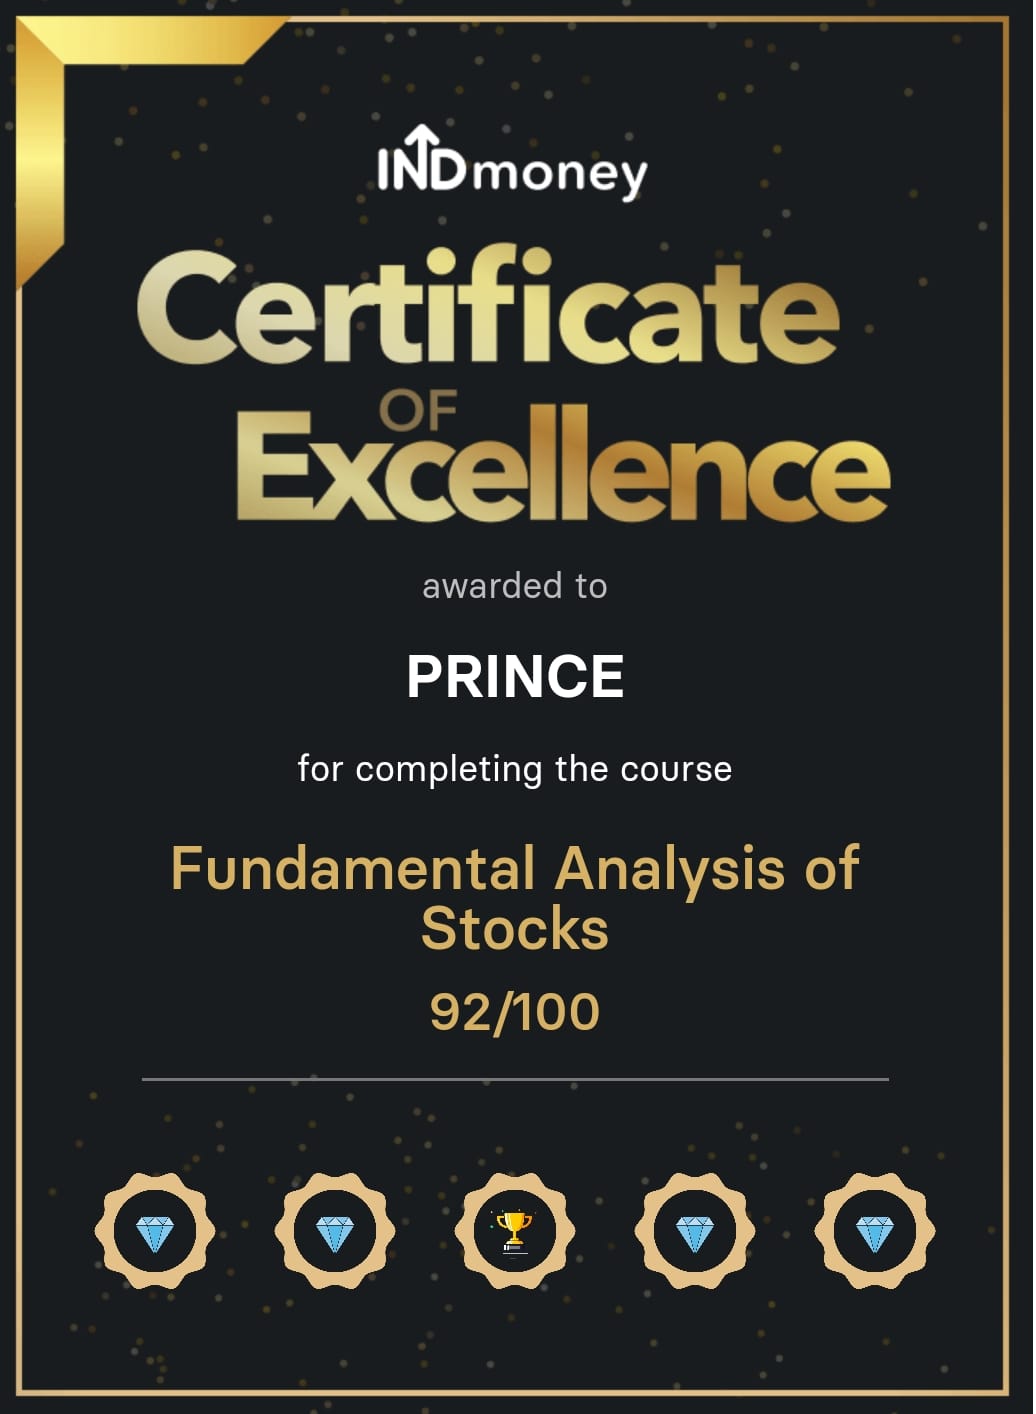 INDmoney
Certificate
OF
Excellence
awarded to
PRINCE
for completing the course
Fundamental Analysis of
Stocks
92/100